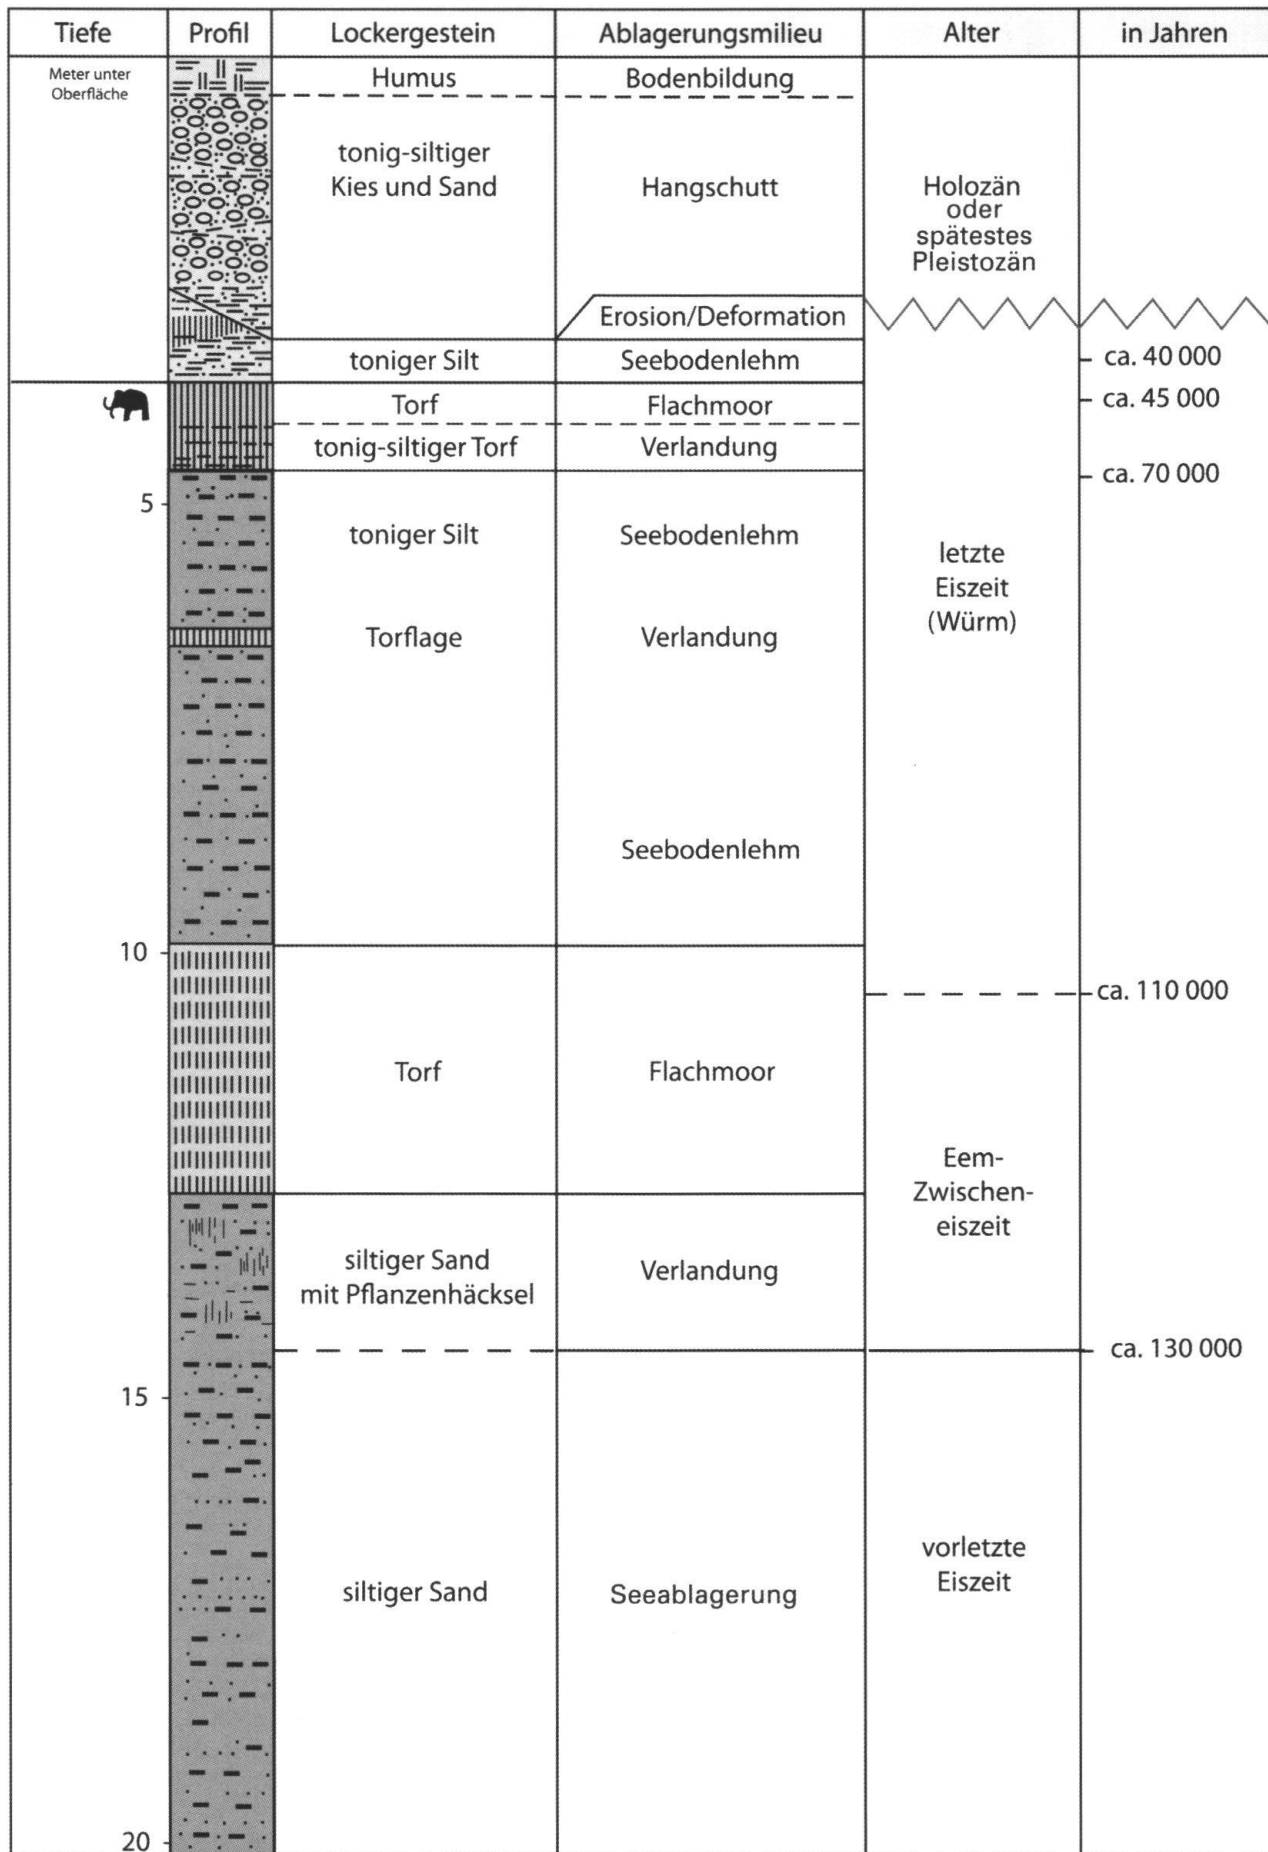 Tiefe Profil Lockergestein Ablagerungsmilieu Alter in Jahren
Meter unter
Oberfläche
Humus Bodenbildung
tonig-siltiger
Kies und Sand Hangschutt
Holozän
oder
spätestes
Pleistozän
Erosion/Deformation
toniger Silt Seebodenlehm ca. 40 000
Torf Flachmoor ca. 45 000
tonig-siltiger Torf Verlandung
ca. 70 000
5
toniger Silt Seebodenlehm
letzte
Eiszeit
(Würm)
Torflage Verlandung
Seebodenlehm
10
ca. 110 000
Torf Flachmoor
Eem-
Zwischen-
eiszeit
siltiger Sand
mit Pflanzenhäcksel
Verlandung
ca. 130 000
15
vorletzte
Eiszeit
siltiger Sand Seeablagerung
20